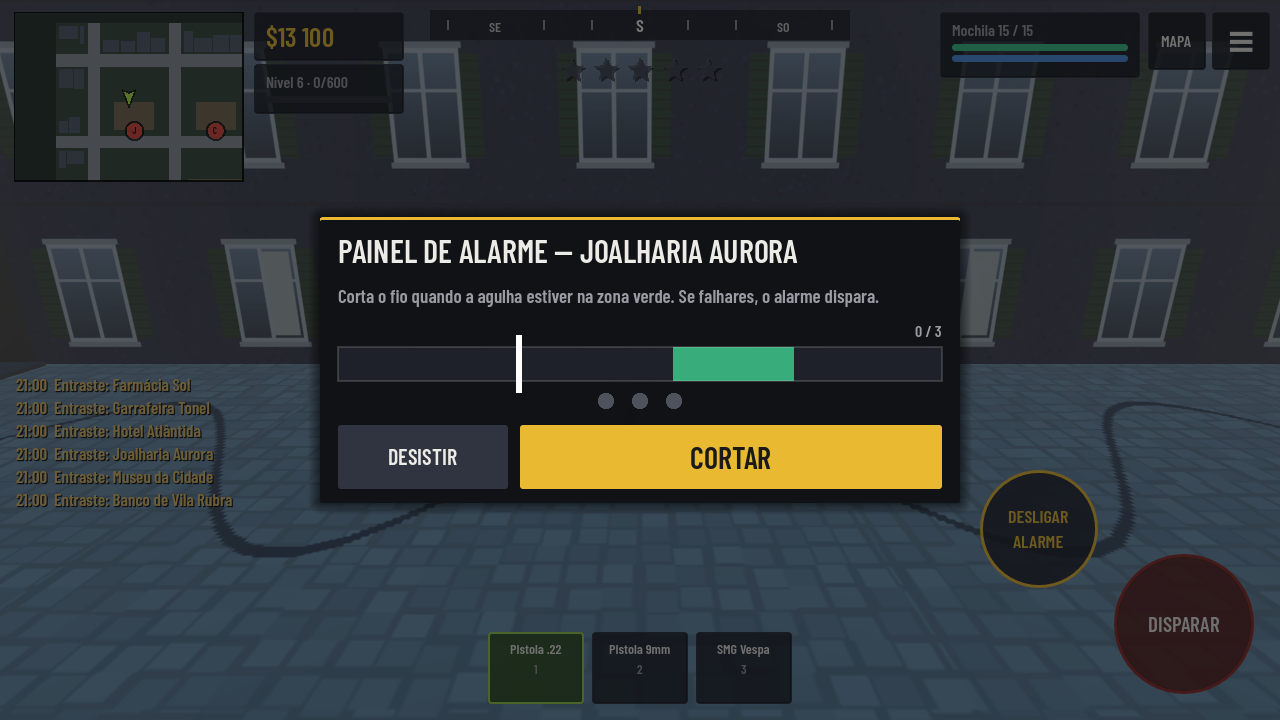 SE
S
SO
$13 100
Nivel 6 · 0/600
Mochila 15 / 15
MAPA
J
C
PAINEL DE ALARME — JOALHARIA AURORA
Corta o fio quando a agulha estiver na zona verde. Se falhares, o alarme dispara.
0 / 3
DESISTIR
CORTAR
21:00 Entraste: Farmácia Sol
21:00 Entraste: Garrafeira Tonel
21:00 Entraste: Hotel Atlântida
21:00 Entraste: Joalharia Aurora
21:00 Entraste: Museu da Cidade
21:00 Entraste: Banco de Vila Rubra
DESLIGAR
ALARME
DISPARAR
Pistola .22
1
Pistola 9mm
2
SMG Vespa
3